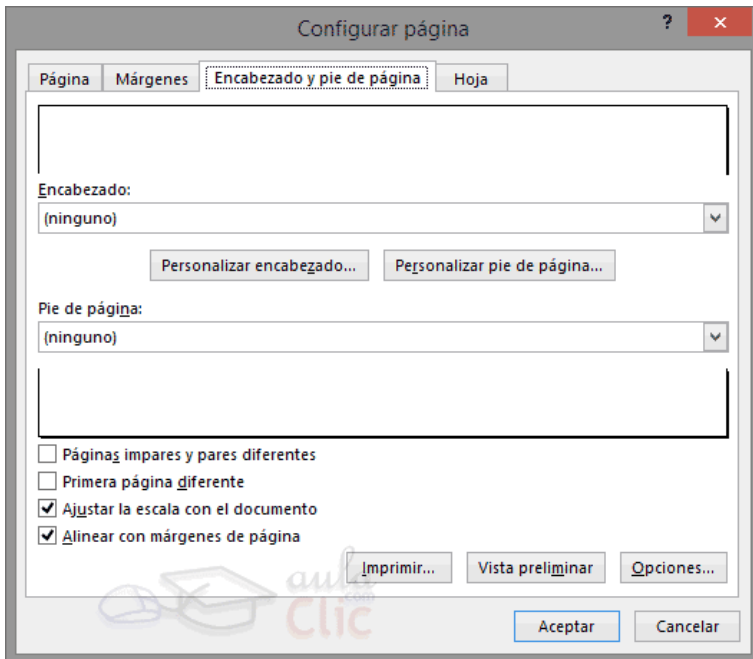 Configurar página
? ×
Página Márgenes Encabezado y pie de página Hoja
Encabezado:
(ninguno)
Personalizar encabezado... Personalizar pie de página...
Pie de página:
(ninguno)
Páginas impares y pares diferentes
Primera página diferente
Ajustar la escala con el documento
Alinear con márgenes de página
Imprimir... Vista preliminar Opciones...
aula
.com
Clic
Aceptar Cancelar